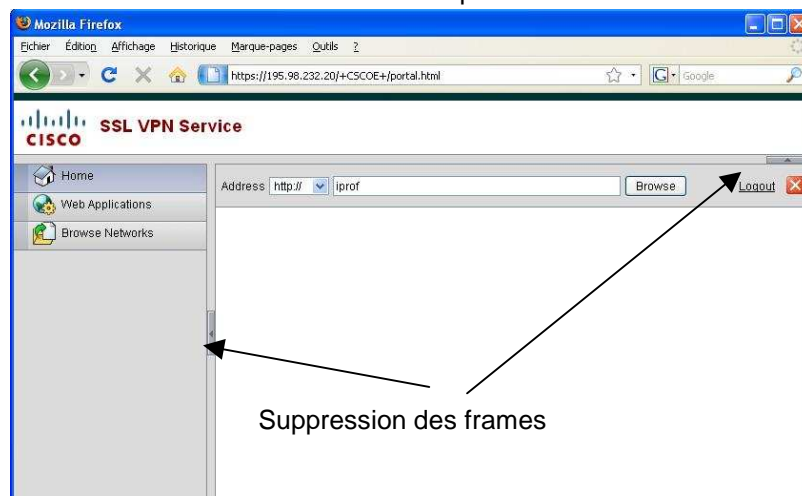 Mozilla Firefox
Fichier Édition Affichage Historique Marque-pages Outils ?
https://195.98.232.20/+CSCOE+/portal.html
G Google
CISCO SSL VPN Service
Home
Address http:// iprof Browse Logout
Web Applications
Browse Networks
Suppression des frames